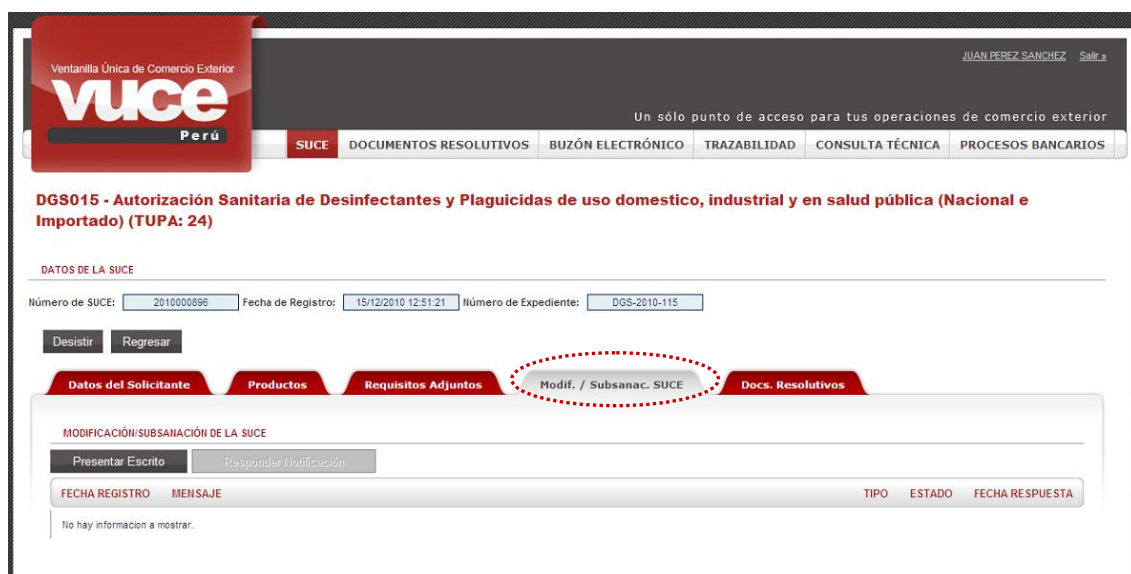 JUAN PEREZ SANCHEZ Salir »
Ventanilla Única de Comercio Exterior
vuce
Perú
Un sólo punto de acceso para tus operaciones de comercio exterior
SUCE DOCUMENTOS RESOLUTIVOS BUZÓN ELECTRÓNICO TRAZABILIDAD CONSULTA TÉCNICA PROCESOS BANCARIOS
DGS015 - Autorización Sanitaria de Desinfectantes y Plaguicidas de uso domestico, industrial y en salud pública (Nacional e
Importado) (TUPA: 24)
DATOS DE LA SUCE
Número de SUCE: 2010000896 Fecha de Registro: 15/12/2010 12:51:21 Número de Expediente: DGS-2010-115
Desistir Regresar
Datos del Solicitante Productos Requisitos Adjuntos Modif. / Subsanac. SUCE Docs. Resolutivos
MODIFICACIÓN/SUBSANACIÓN DE LA SUCE
Presentar Escrito Responder Notificación
FECHA REGISTRO MENSAJE TIPO ESTADO FECHA RESPUESTA
No hay informacion a mostrar.